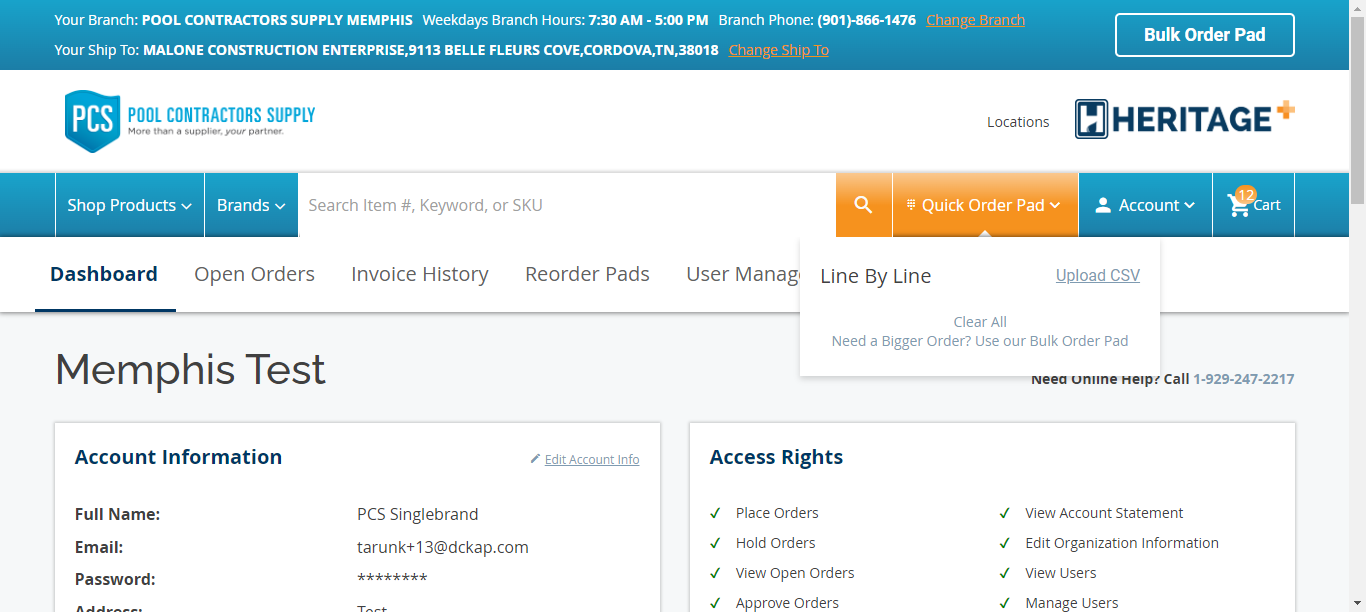 Your Branch: POOL CONTRACTORS SUPPLY MEMPHIS Weekdays Branch Hours: 7:30 AM - 5:00 PM Branch Phone: (901)-866-1476 Change Branch
Your Ship To: MALONE CONSTRUCTION ENTERPRISE,9113 BELLE FLEURS COVE,CORDOVA,TN,38018 Change Ship To
Bulk Order Pad
PCS POOL CONTRACTORS SUPPLY
More than a supplier, your partner.
Locations
H HERITAGE+
Shop Products
Brands
Search Item #, Keyword, or SKU
Quick Order Pad
Account
12
Cart
Dashboard Open Orders Invoice History Reorder Pads User Manag
Line By Line Upload CSV
Clear All
Need a Bigger Order? Use our Bulk Order Pad
Memphis Test
Need Online Help? Call 1-929-247-2217
Account Information
Edit Account Info
Full Name: PCS Singlebrand
Email: tarunk+13@dckap.com
Password: ********
Address: Test
Access Rights
Place Orders View Account Statement
Hold Orders Edit Organization Information
View Open Orders View Users
Approve Orders Manage Users